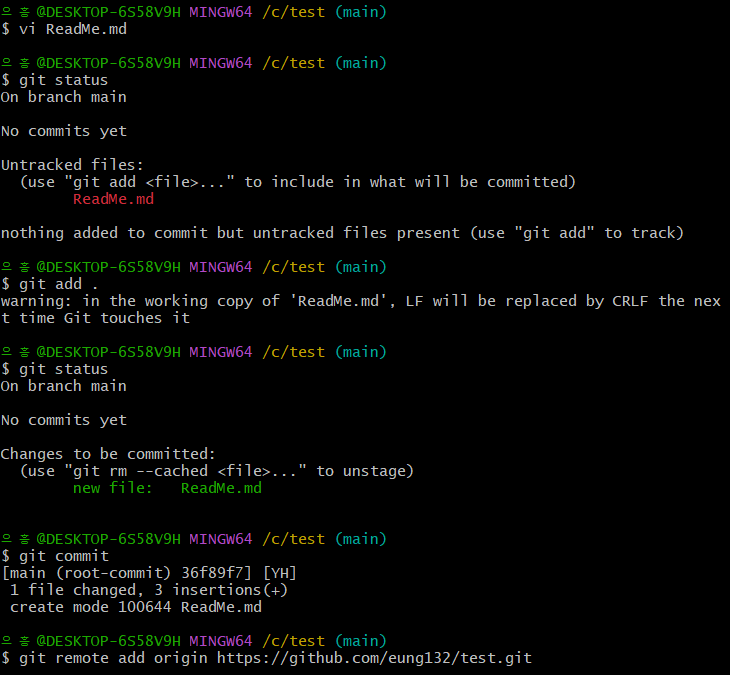 으 홍 @DESKTOP-6S58V9H MINGW64 /c/test (main)
$ vi ReadMe.md
으 홍 @DESKTOP-6S58V9H MINGW64 /c/test (main)
$ git status
On branch main
No commits yet
Untracked files:
(use "git add <file>..." to include in what will be committed)
ReadMe.md
nothing added to commit but untracked files present (use "git add" to track)
으 홍 @DESKTOP-6S58V9H MINGW64 /c/test (main)
$ git add .
warning: in the working copy of 'ReadMe.md', LF will be replaced by CRLF the nex
t time Git touches it
으 홍 @DESKTOP-6S58V9H MINGW64 /c/test (main)
$ git status
On branch main
No commits yet
Changes to be committed:
(use "git rm --cached <file>..." to unstage)
new file:   ReadMe.md
으 홍 @DESKTOP-6S58V9H MINGW64 /c/test (main)
$ git commit
[main (root-commit) 36f89f7] [YH]
1 file changed, 3 insertions(+)
create mode 100644 ReadMe.md
으 홍 @DESKTOP-6S58V9H MINGW64 /c/test (main)
$ git remote add origin https://github.com/eung132/test.git